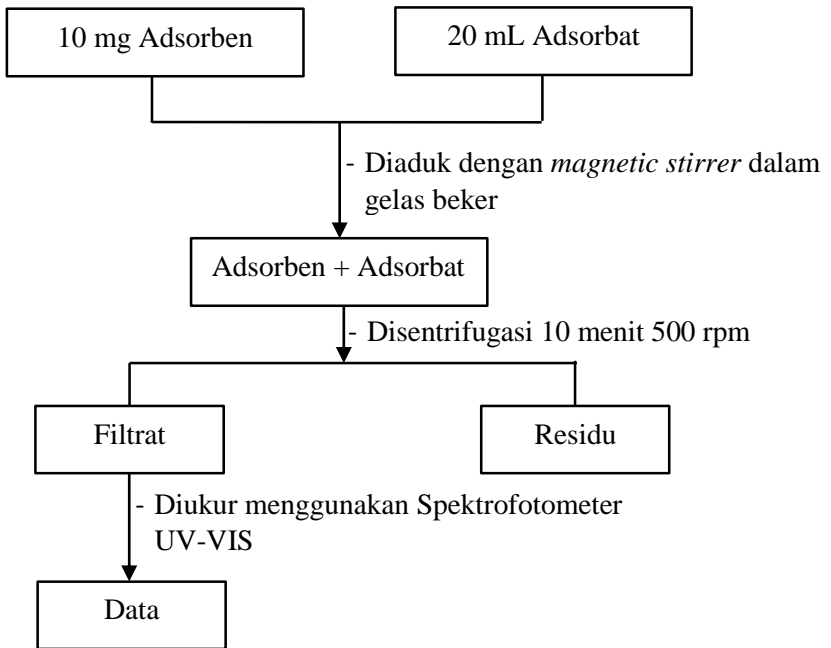 10 mg Adsorben
20 mL Adsorbat
- Diaduk dengan magnetic stirrer dalam
gelas beker
Adsorben + Adsorbat
- Disentrifugasi 10 menit 500 rpm
Filtrat
Residu
- Diukur menggunakan Spektrofotometer
UV-VIS
Data